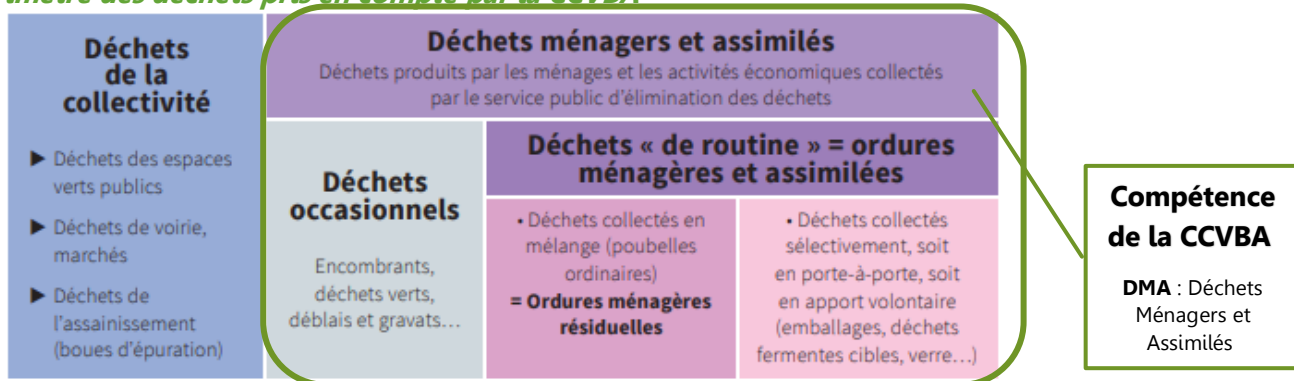 Déchets
de la
collectivité
▶ Déchets des espaces
verts publics
▶ Déchets de voirie,
marchés
▶ Déchets de
l'assainissement
(boues d'épuration)
Déchets ménagers et assimilés
Déchets produits par les ménages et les activités économiques collectés
par le service public d'élimination des déchets
Déchets
occasionnels
Encombrants,
déchets verts,
déblais et gravats...
Déchets « de routine » = ordures
ménagères et assimilées
• Déchets collectés en
mélange (poubelles
ordinaires)
= Ordures ménagères
résiduelles
• Déchets collectés
sélectivement, soit
en porte-à-porte, soit
en apport volontaire
(emballages, déchets
fermentes cibles, verre...)
Compétence
de la CCVBA
DMA : Déchets
Ménagers et
Assimilés